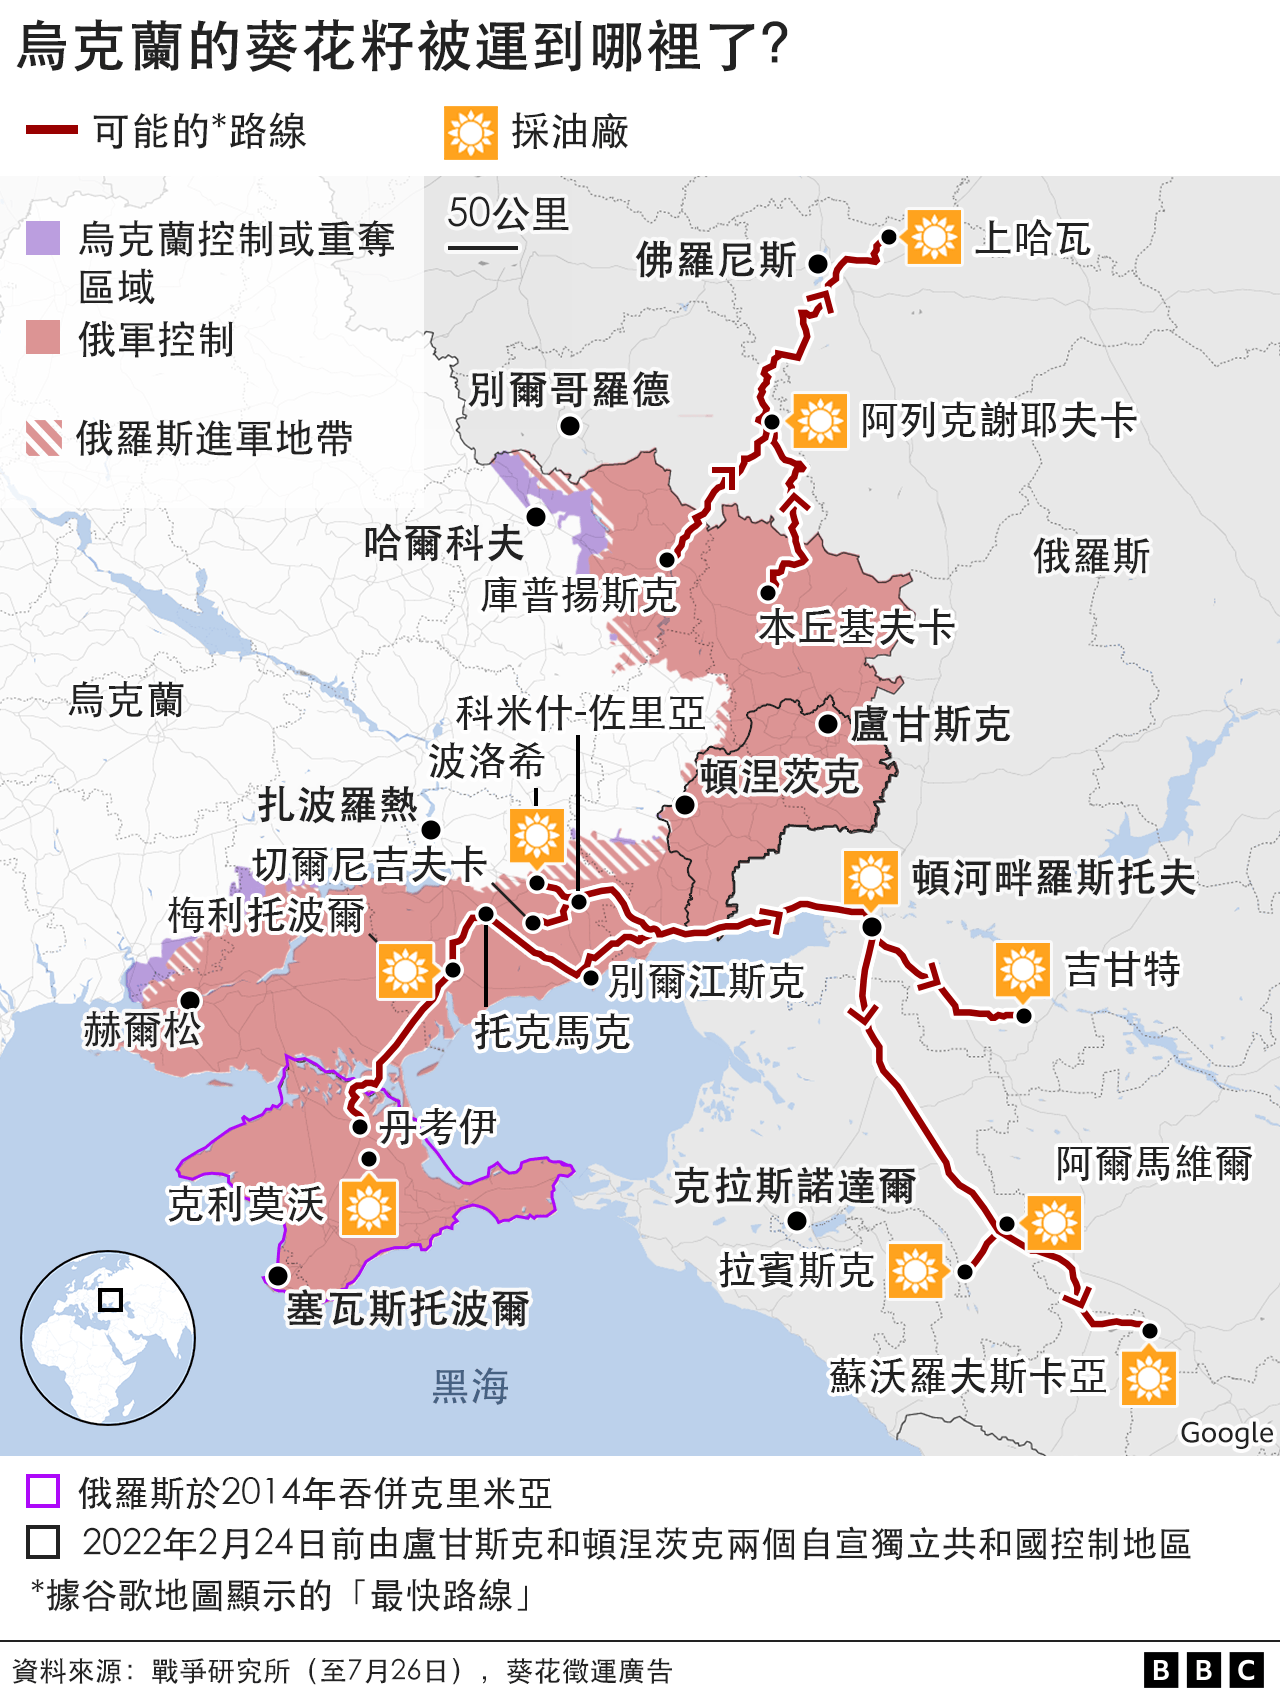 烏克蘭的葵花籽被運到哪裡了?
可能的*路線
採油廠
烏克蘭控制或重奪
區域
俄軍控制
俄羅斯進軍地帶
50公里
上哈瓦
佛羅尼斯
別爾哥羅德
阿列克謝耶夫卡
哈爾科夫
俄羅斯
庫普揚斯克
本丘基夫卡
烏克蘭
科米什-佐里亞
盧甘斯克
波洛希
頓涅茨克
扎波羅熱
切爾尼吉夫卡
頓河畔羅斯托夫
梅利托波爾
吉甘特
別爾江斯克
赫爾松
托克馬克
丹考伊
阿爾馬維爾
克拉斯諾達爾
克利莫沃
拉賓斯克
塞瓦斯托波爾
蘇沃羅夫斯卡亞
黑海
Google
俄羅斯於2014年吞併克里米亞
2022年2月24日前由盧甘斯克和頓涅茨克兩個自宣獨立共和國控制地區
*據谷歌地圖顯示的「最快路線」
資料來源：戰爭研究所（至7月26日），葵花徵運廣告
BBC